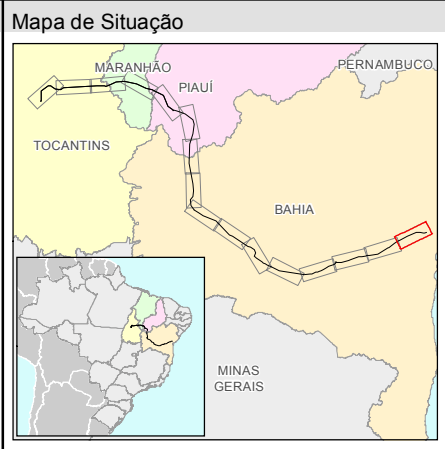 Mapa de Situação
MARANHÃO
PERNAMBUCO
PIAUÍ
TOCANTINS
BAHIA
MINAS
GERAIS